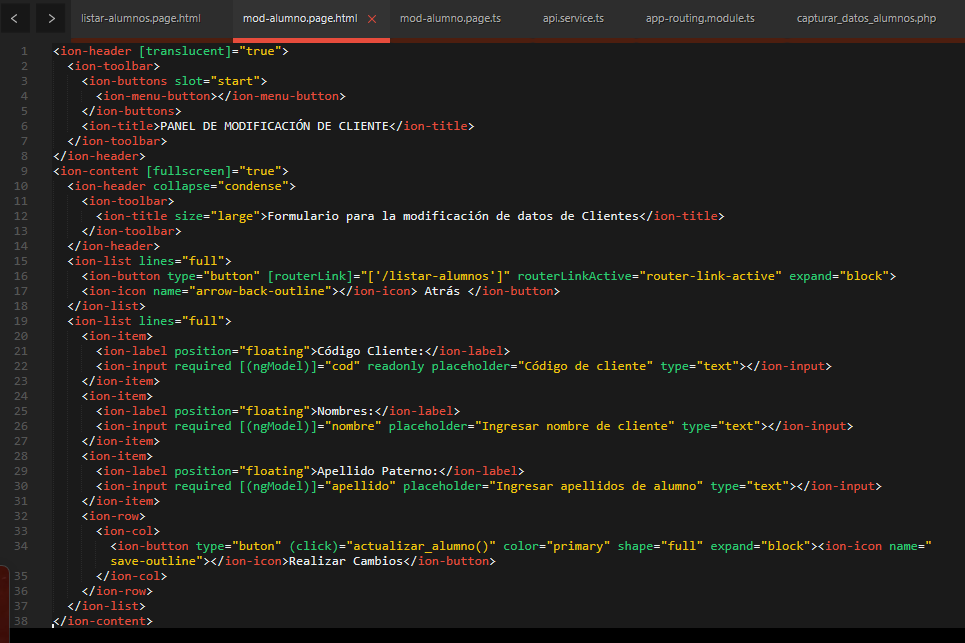 listar-alumnos.page.html mod-alumno.page.html × mod-alumno.page.ts api.service.ts app-routing.module.ts capturar_datos_alumnos.php
1 <ion-header [translucent]="true">
2   <ion-toolbar>
3     <ion-buttons slot="start">
4       <ion-menu-button></ion-menu-button>
5     </ion-buttons>
6     <ion-title>PANEL DE MODIFICACIÓN DE CLIENTE</ion-title>
7   </ion-toolbar>
8 </ion-header>
9 <ion-content [fullscreen]="true">
10   <ion-header collapse="condense">
11     <ion-toolbar>
12       <ion-title size="large">Formulario para la modificación de datos de Clientes</ion-title>
13     </ion-toolbar>
14   </ion-header>
15   <ion-list lines="full">
16     <ion-button type="button" [routerLink]="['/listar-alumnos']" routerLinkActive="router-link-active" expand="block">
17     <ion-icon name="arrow-back-outline"></ion-icon> Atrás </ion-button>
18   </ion-list>
19   <ion-list lines="full">
20     <ion-item>
21       <ion-label position="floating">Código Cliente:</ion-label>
22       <ion-input required [(ngModel)]="cod" readonly placeholder="Código de cliente" type="text"></ion-input>
23     </ion-item>
24     <ion-item>
25       <ion-label position="floating">Nombres:</ion-label>
26       <ion-input required [(ngModel)]="nombre" placeholder="Ingresar nombre de cliente" type="text"></ion-input>
27     </ion-item>
28     <ion-item>
29       <ion-label position="floating">Apellido Paterno:</ion-label>
30       <ion-input required [(ngModel)]="apellido" placeholder="Ingresar apellidos de alumno" type="text"></ion-input>
31     </ion-item>
32     <ion-row>
33       <ion-col>
34         <ion-button type="buton" (click)="actualizar_alumno()" color="primary" shape="full" expand="block"><ion-icon name="
save-outline"></ion-icon>Realizar Cambios</ion-button>
35       </ion-col>
36     </ion-row>
37   </ion-list>
38 </ion-content>